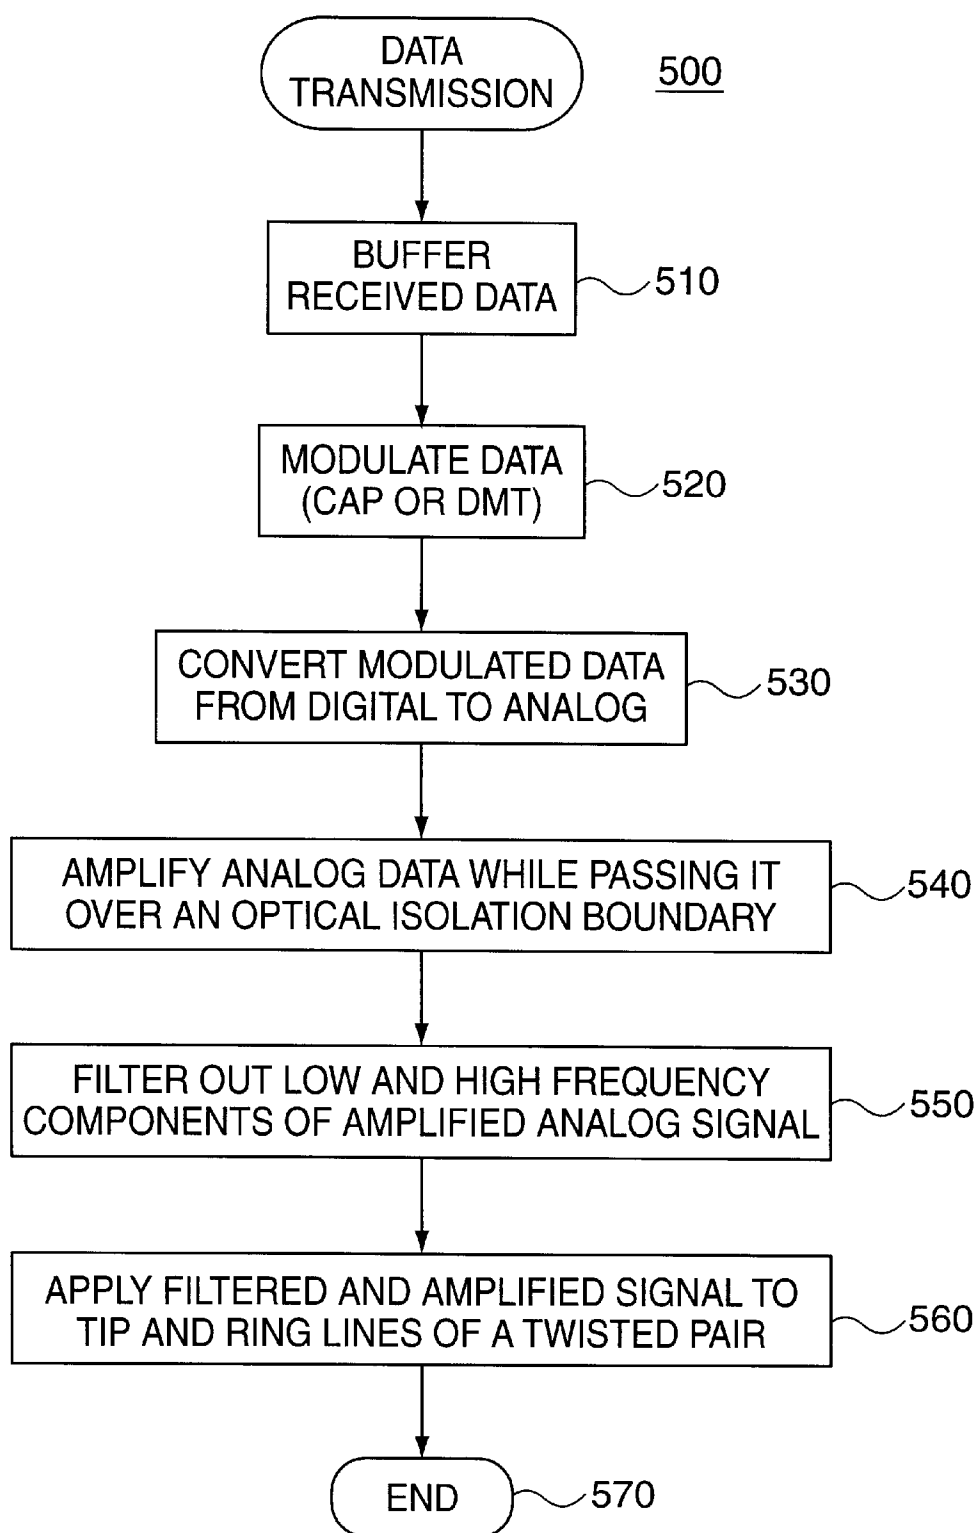 DATA
TRANSMISSION
500
BUFFER
RECEIVED DATA
510
MODULATE DATA
(CAP OR DMT)
520
CONVERT MODULATED DATA
FROM DIGITAL TO ANALOG
530
AMPLIFY ANALOG DATA WHILE PASSING IT
OVER AN OPTICAL ISOLATION BOUNDARY
540
FILTER OUT LOW AND HIGH FREQUENCY
COMPONENTS OF AMPLIFIED ANALOG SIGNAL
550
APPLY FILTERED AND AMPLIFIED SIGNAL TO
TIP AND RING LINES OF A TWISTED PAIR
560
END
570